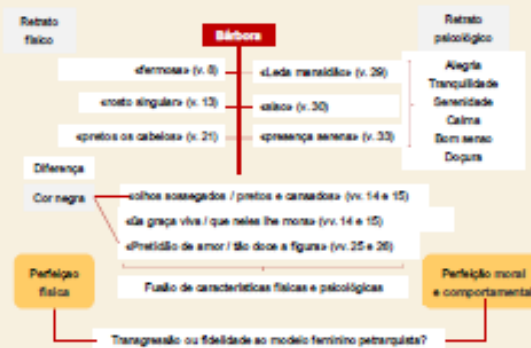 Retrato
físico
Bárbora
Retrato
psicológico
«fermosa» (v. 8)
«Leda mansidão» (v. 29)
Alegria
Tranquilidade
Serenidade
Calma
Bom senso
Doçura
«rosto singular» (v. 13)
«siso» (v. 30)
«pretos os cabelos» (v. 21)
«presença serena» (v. 33)
Diferença
Cor negra
«olhos sossegados / pretos e cansados» (vv. 14 e 15)
«Ua graça viva / que neles lhe mora» (vv. 14 e 15)
«Pretidão de amor / tão doce a figura» (vv. 25 e 26)
Perfeiçao
física
Perfeição moral
e comportamental
Fusão de características físicas e psicológicas
Transgressão ou fidelidade ao modelo feminino petrarquista?